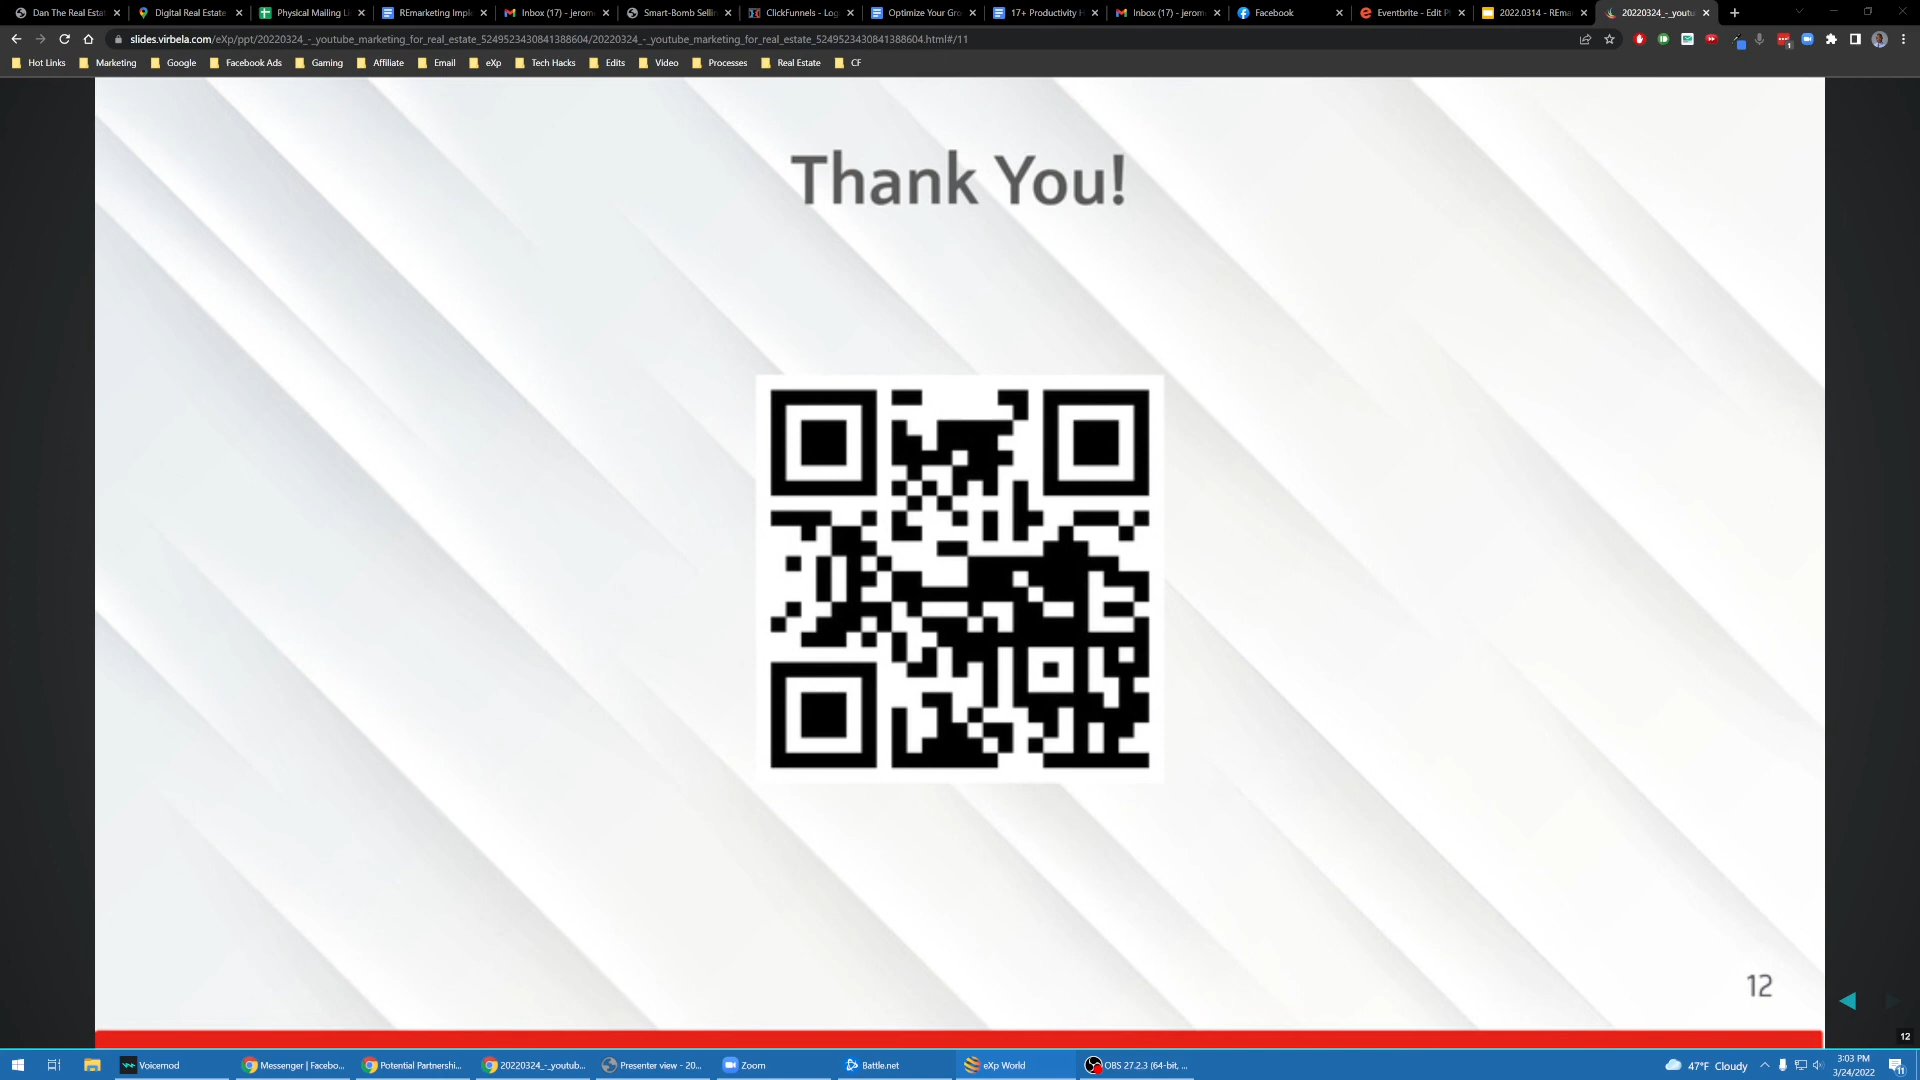 Dan The Real Esta
Digital Real Estate
Physical Mailing Li
REmarketing Imple
Inbox (17) - jerom
Smart-Bomb Sellin
ClickFunnels - Log
Optimize Your Gro
17+ Productivity H
Inbox (17) - jerom
Facebook
Eventbrite - Edit P
2022.0314 - REma
20220324_-_youtu
slides.virbela.com/eXp/ppt/20220324_-_youtube_marketing_for_real_estate_5249523430841388604/20220324_-_youtube_marketing_for_real_estate_5249523430841388604.html#/11
Hot Links Marketing Google Facebook Ads Gaming Affiliate Email eXp Tech Hacks Edits Video Processes Real Estate CF
Thank You!
12
12
Voicemod
Messenger | Facebo...
Potential Partnershi...
20220324_-_youtub...
Presenter view - 20...
Zoom
Battle.net
eXp World
OBS 27.2.3 (64-bit, ...
47°F Cloudy
3:03 PM
3/24/2022